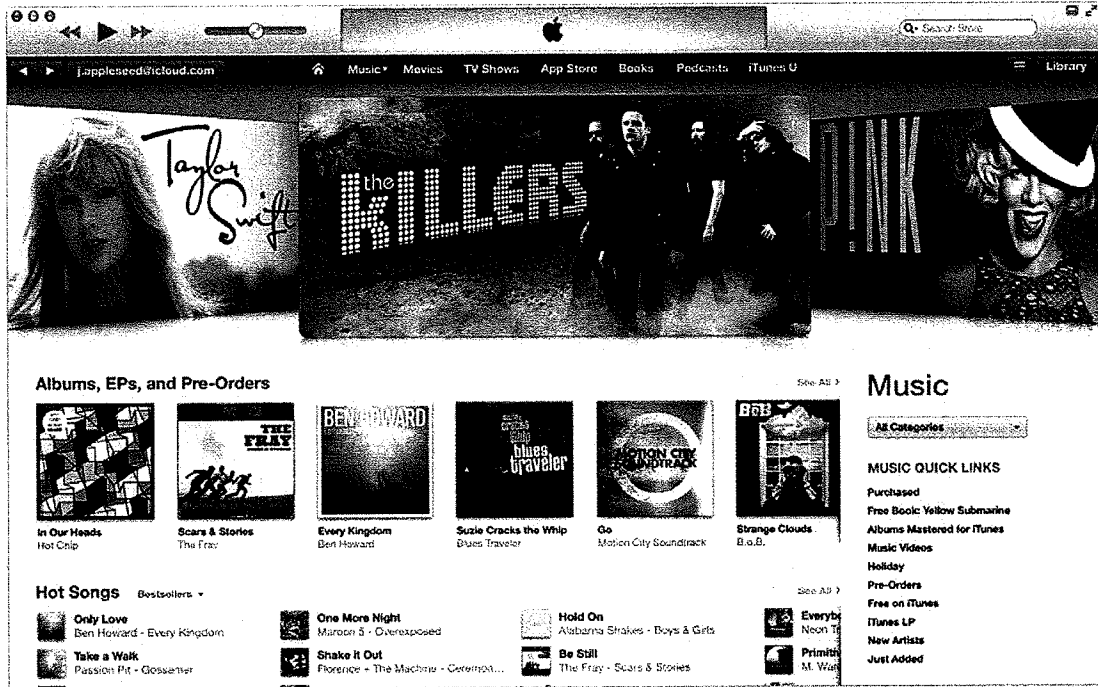 Search Store
j.appleseed@icloud.com Music Movies TV Shows App Store Books Podcasts iTunes U Library
Taylor Swift
the KILLERS
P!NK
Albums, EPs, and Pre-Orders See All >
Music
All Categories
MUSIC QUICK LINKS
Purchased
Free Book: Yellow Submarine
Albums Mastered for iTunes
Music Videos
Holiday
Pre-Orders
Free on iTunes
iTunes LP
New Artists
Just Added
THE FRAY
BEN HOWARD
blues traveler
MOTION CITY SOUNDTRACK
B.o.B
In Our Heads
Hot Chip
Scars & Stories
The Fray
Every Kingdom
Ben Howard
Suzie Cracks the Whip
Blues Traveler
Go
Motion City Soundtrack
Strange Clouds
B.o.B.
Hot Songs Bestsellers See All >
Only Love
Ben Howard - Every Kingdom
One More Night
Maroon 5 - Overexposed
Hold On
Alabama Shakes - Boys & Girls
Everybo
Neon Tr
Take a Walk
Passion Pit - Gossamer
Shake it Out
Florence + The Machine - Ceremon...
Be Still
The Fray - Scars & Stories
Primiti
M. War